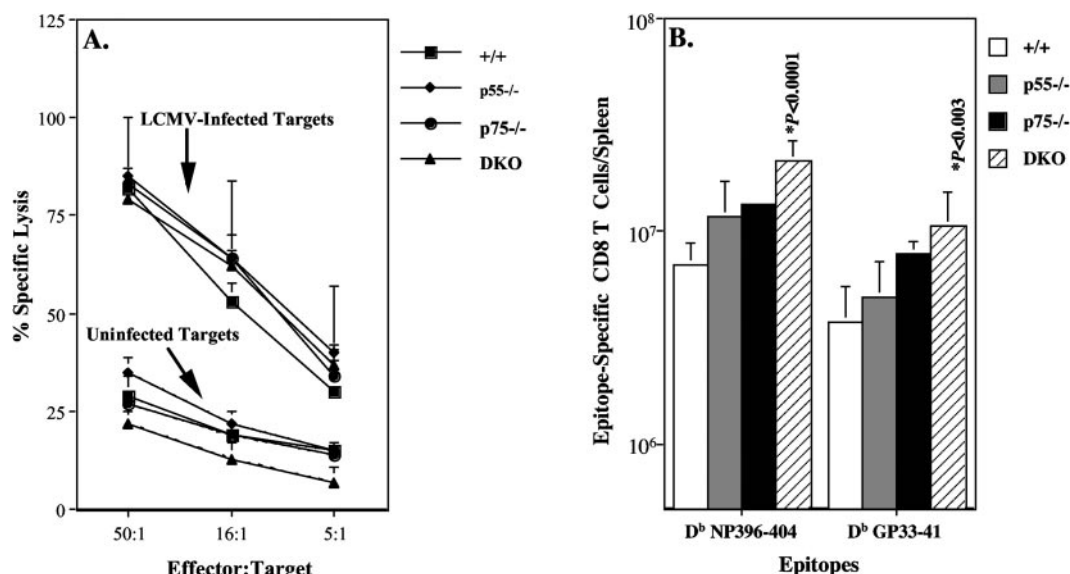 A.
125
100
75
50
25
0
% Specific Lysis
LCMV-Infected Targets
Uninfected Targets
50:1
16:1
5:1
Effector:Target
+/+
p55-/-
p75-/-
DKO
B.
10⁸
10⁷
10⁶
Epitope-Specific CD8 T Cells/Spleen
*P<0.0001
*P<0.003
Dᵇ NP396-404
Dᵇ GP33-41
Epitopes
+/+
p55-/-
p75-/-
DKO